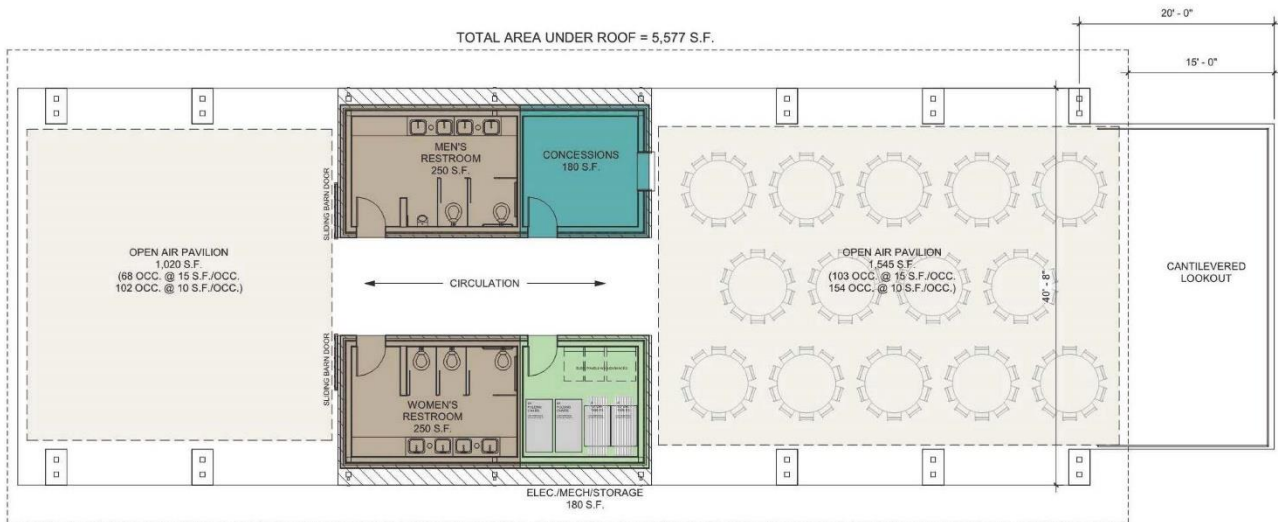 20' - 0"
TOTAL AREA UNDER ROOF = 5,577 S.F.
15' - 0"
SLIDING BARN DOOR
MEN'S
RESTROOM
250 S.F.
CONCESSIONS
180 S.F.
OPEN AIR PAVILION
1,020 S.F.
(68 OCC. @ 15 S.F./OCC.
102 OCC. @ 10 S.F./OCC.)
CIRCULATION
OPEN AIR PAVILION
1,545 S.F.
(103 OCC. @ 15 S.F./OCC.
154 OCC. @ 10 S.F./OCC.)
40' - 8"
CANTILEVERED
LOOKOUT
SLIDING BARN DOOR
WOMEN'S
RESTROOM
250 S.F.
ELEC./MECH/STORAGE
180 S.F.